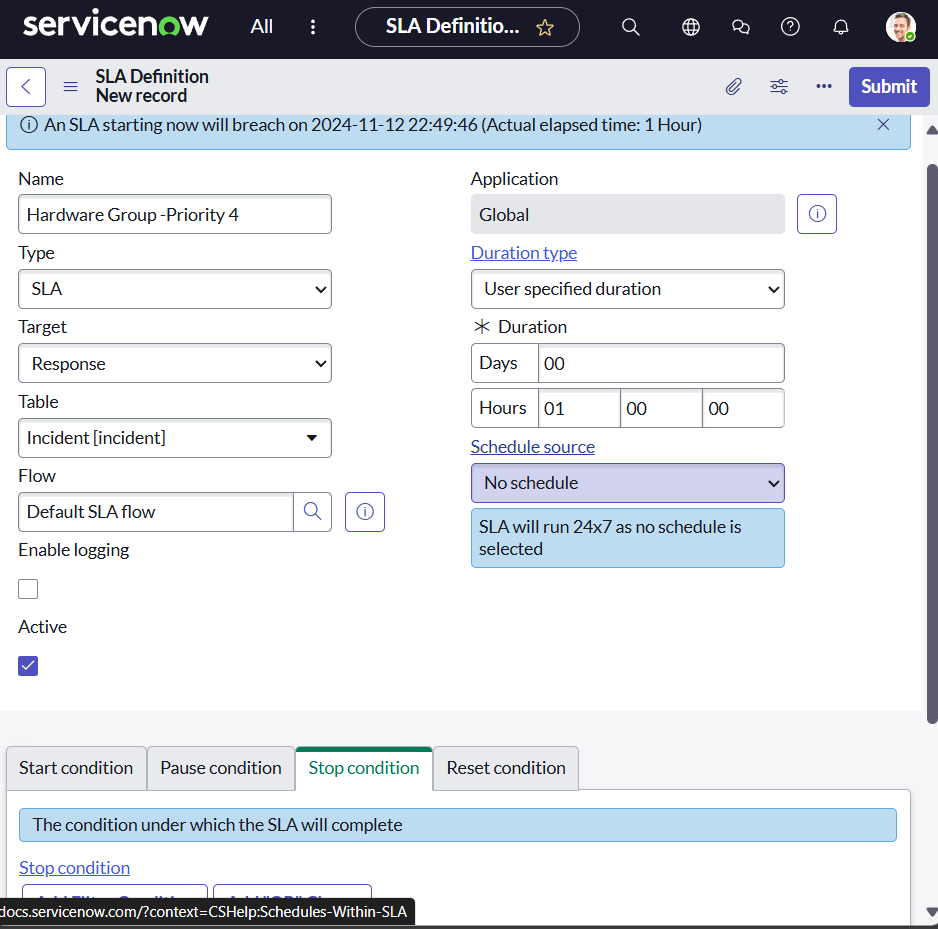 servicenow All SLA Definitio...
SLA Definition
New record
Submit
An SLA starting now will breach on 2024-11-12 22:49:46 (Actual elapsed time: 1 Hour)
Name
Hardware Group -Priority 4
Type
SLA
Target
Response
Table
Incident [incident]
Flow
Default SLA flow
Enable logging
Active
Application
Global
Duration type
User specified duration
Duration
Days 00
Hours 01 00 00
Schedule source
No schedule
SLA will run 24x7 as no schedule is
selected
Start condition Pause condition Stop condition Reset condition
The condition under which the SLA will complete
Stop condition
docs.servicenow.com/?context=CSHelp:Schedules-Within-SLA